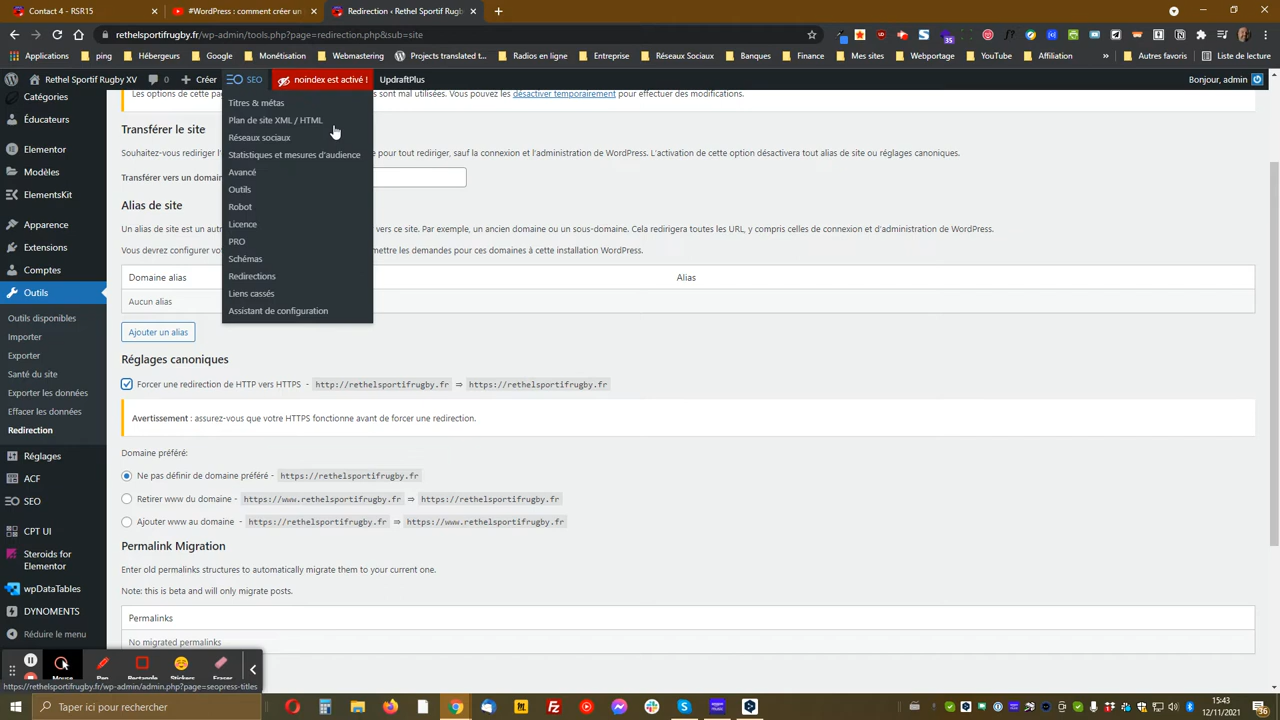 Contact 4 - RSR15
#WordPress : comment créer un
Redirection ‹ Rethel Sportif Rugb
rethelsportifrugby.fr/wp-admin/tools.php?page=redirection.php&sub=site
Applications
ping
Hébergeurs
Webmastering
Projects translated t...
Radios en ligne
Entreprise
Réseaux Sociaux
Banques
Finance
Mes sites
Webportage
YouTube
Affiliation
Autres favoris
Liste de lecture
Rethel Sportif Rugby XV
0
Créer
SEO
noindex est activé !
UpdraftPlus
Bonjour, admin
Catégories
Éducateurs
Elementor
Modèles
ElementsKit
Apparence
Extensions
Comptes
Outils
Outils disponibles
Importer
Exporter
Santé du site
Exporter les données
Effacer les données
Redirection
Réglages
ACF
SEO
CPT UI
Steroids for
Elementor
wpDataTables
DYNOMENTS
Réduire le menu
Titres & métas
Plan de site XML / HTML
Réseaux sociaux
Statistiques et mesures d'audience
Avancé
Outils
Robot
Licence
PRO
Schémas
Redirections
Liens cassés
Assistant de configuration
Les options de cette pa
sont mal utilisées. Vous pouvez les désactiver temporairement pour effectuer des modifications.
Transférer le site
Souhaitez-vous rediriger l
pour tout rediriger, sauf la connexion et l'administration de WordPress. L'activation de cette option désactivera tout alias de site ou réglages canoniques.
Transférer vers un domain
Alias de site
Un alias de site est un autr
vers ce site. Par exemple, un ancien domaine ou un sous-domaine. Cela redirigera toutes les URL, y compris celles de connexion et d'administration de WordPress.
Vous devrez configurer vot
mettre les demandes pour ces domaines à cette installation WordPress.
Domaine alias
Alias
Aucun alias
Ajouter un alias
Réglages canoniques
Forcer une redirection de HTTP vers HTTPS - http://rethelsportifrugby.fr ⇒ https://rethelsportifrugby.fr
Avertissement : assurez-vous que votre HTTPS fonctionne avant de forcer une redirection.
Domaine préféré:
Ne pas définir de domaine préféré - https://rethelsportifrugby.fr
Retirer www du domaine - https://www.rethelsportifrugby.fr ⇒ https://rethelsportifrugby.fr
Ajouter www au domaine - https://rethelsportifrugby.fr ⇒ https://www.rethelsportifrugby.fr
Permalink Migration
Enter old permalinks structures to automatically migrate them to your current one.
Note: this is beta and will only migrate posts.
Permalinks
No migrated permalinks
Mouse
Pen
Rectangle
Stickers
Eraser
https://rethelsportifrugby.fr/wp-admin/admin.php?page=seopress-titles
Taper ici pour rechercher
15:43
12/11/2021